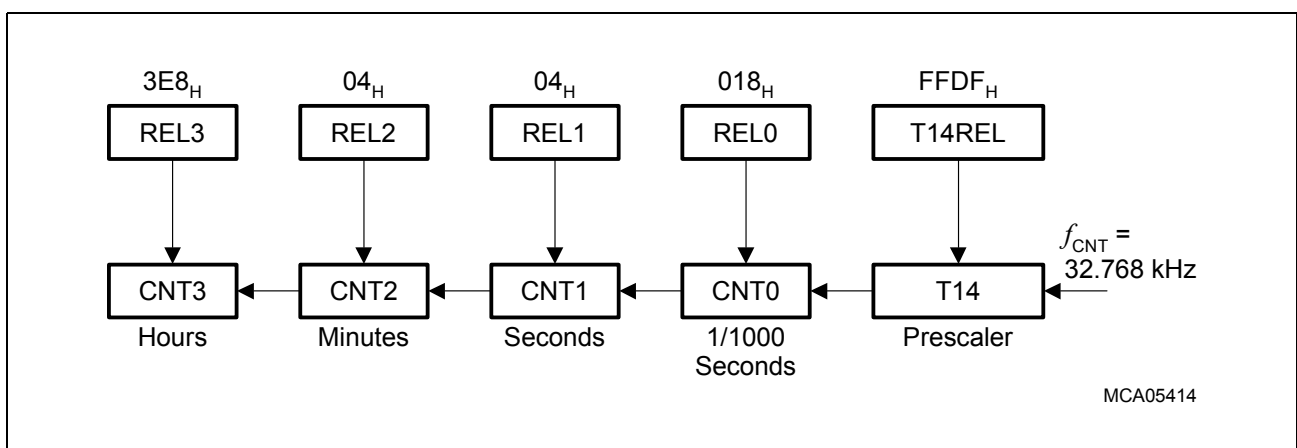 3E8H 04H 04H 018H FFDFH
REL3 REL2 REL1 REL0 T14REL
fCNT =
32.768 kHz
CNT3 CNT2 CNT1 CNT0 T14
Hours Minutes Seconds 1/1000 Prescaler
Seconds
MCA05414